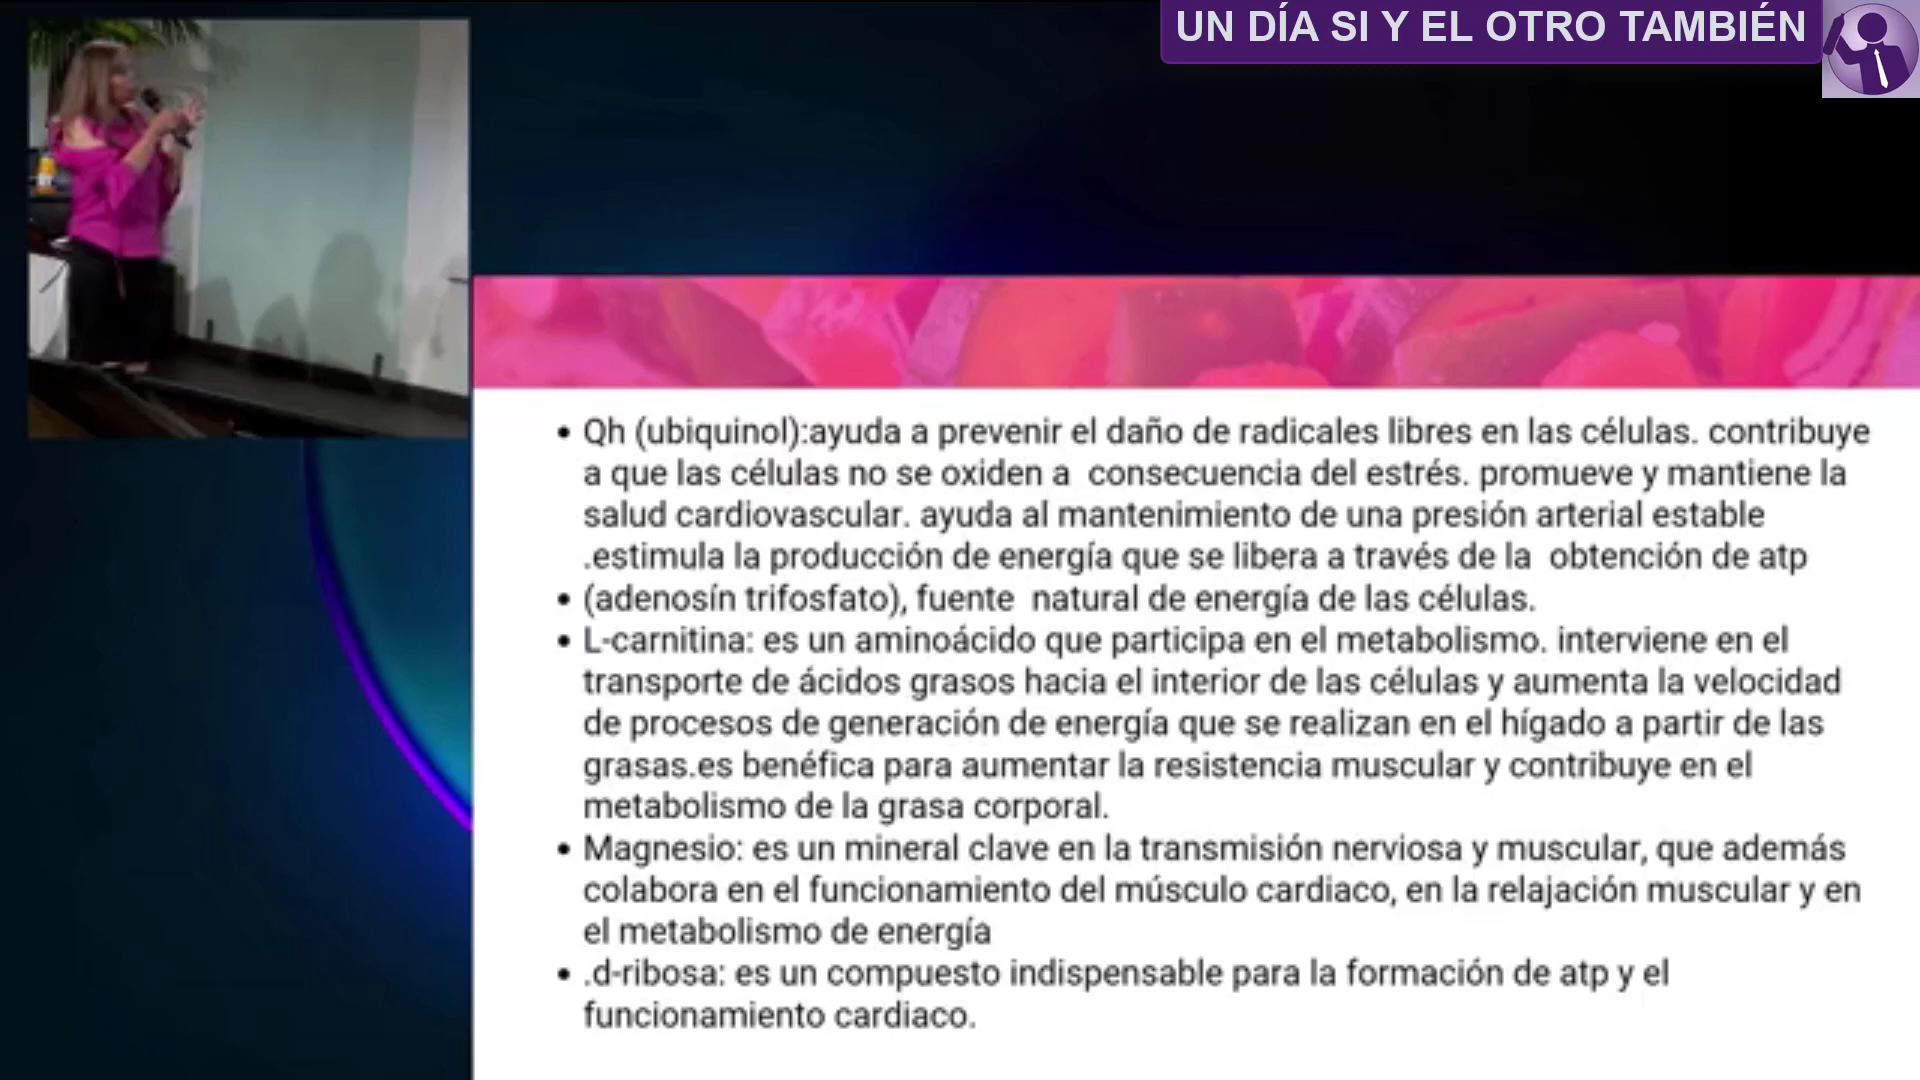 UN DÍA SI Y EL OTRO TAMBIÉN
• Qh (ubiquinol):ayuda a prevenir el daño de radicales libres en las células. contribuye
a que las células no se oxiden a  consecuencia del estrés. promueve y mantiene la
salud cardiovascular. ayuda al mantenimiento de una presión arterial estable
.estimula la producción de energía que se libera a través de la  obtención de atp
• (adenosín trifosfato), fuente  natural de energía de las células.
• L-carnitina: es un aminoácido que participa en el metabolismo. interviene en el
transporte de ácidos grasos hacia el interior de las células y aumenta la velocidad
de procesos de generación de energía que se realizan en el hígado a partir de las
grasas.es benéfica para aumentar la resistencia muscular y contribuye en el
metabolismo de la grasa corporal.
• Magnesio: es un mineral clave en la transmisión nerviosa y muscular, que además
colabora en el funcionamiento del músculo cardiaco, en la relajación muscular y en
el metabolismo de energía
• .d-ribosa: es un compuesto indispensable para la formación de atp y el
funcionamiento cardiaco.